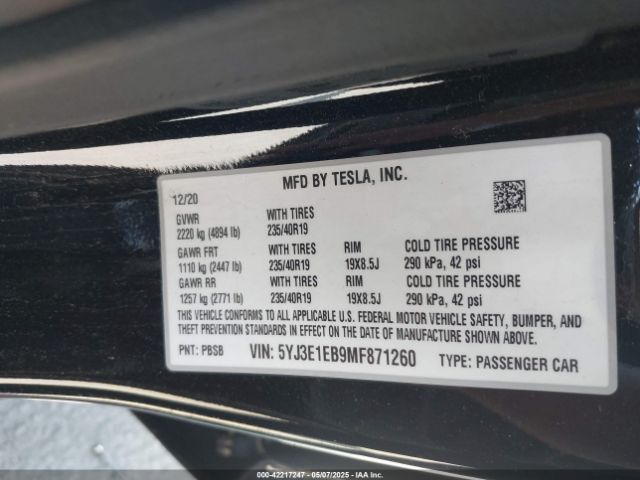 MFD BY TESLA, INC.
12/20
GVWR WITH TIRES
2220 kg (4894 lb) 235/40R19
GAWR FRT WITH TIRES RIM COLD TIRE PRESSURE
1110 kg (2447 lb) 235/40R19 19X8.5J 290 kPa, 42 psi
GAWR RR WITH TIRES RIM COLD TIRE PRESSURE
1257 kg (2771 lb) 235/40R19 19X8.5J 290 kPa, 42 psi
THIS VEHICLE CONFORMS TO ALL APPLICABLE U.S. FEDERAL MOTOR VEHICLE SAFETY, BUMPER, AND
THEFT PREVENTION STANDARDS IN EFFECT ON THE DATE OF MANUFACTURE SHOWN ABOVE.
PNT: PBSB VIN: 5YJ3E1EB9MF871260 TYPE: PASSENGER CAR
000-42217247 - 05/07/2025 - IAA Inc.